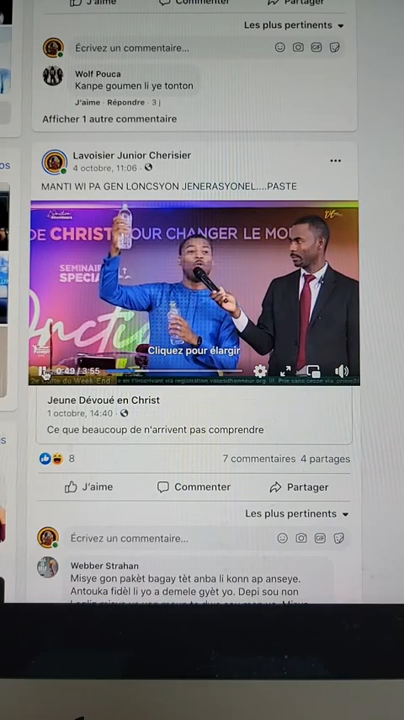 J'aime Commenter Partager
Les plus pertinents
Écrivez un commentaire...
Wolf Pouca
Kanpe goumen li ye tonton
J'aime · Répondre · 3 j
Afficher 1 autre commentaire
Lavoisier Junior Cherisier
4 octobre, 11:06
MANTI WI PA GEN LONCSYON JENERASYONEL....PASTE
DE CHRIST POUR CHANGER LE MO
SEMINAI
SPECIA
Cliquez pour élargir
0:49 / 3:55
Jeune Dévoué en Christ
1 octobre, 14:40
Ce que beaucoup de n'arrivent pas comprendre
8 7 commentaires 4 partages
J'aime Commenter Partager
Les plus pertinents
Écrivez un commentaire...
Webber Strahan
Misye gon pakèt bagay tèt anba li konn ap anseye.
Antouka fidèl li yo a demele gyèt yo. Depi sou non